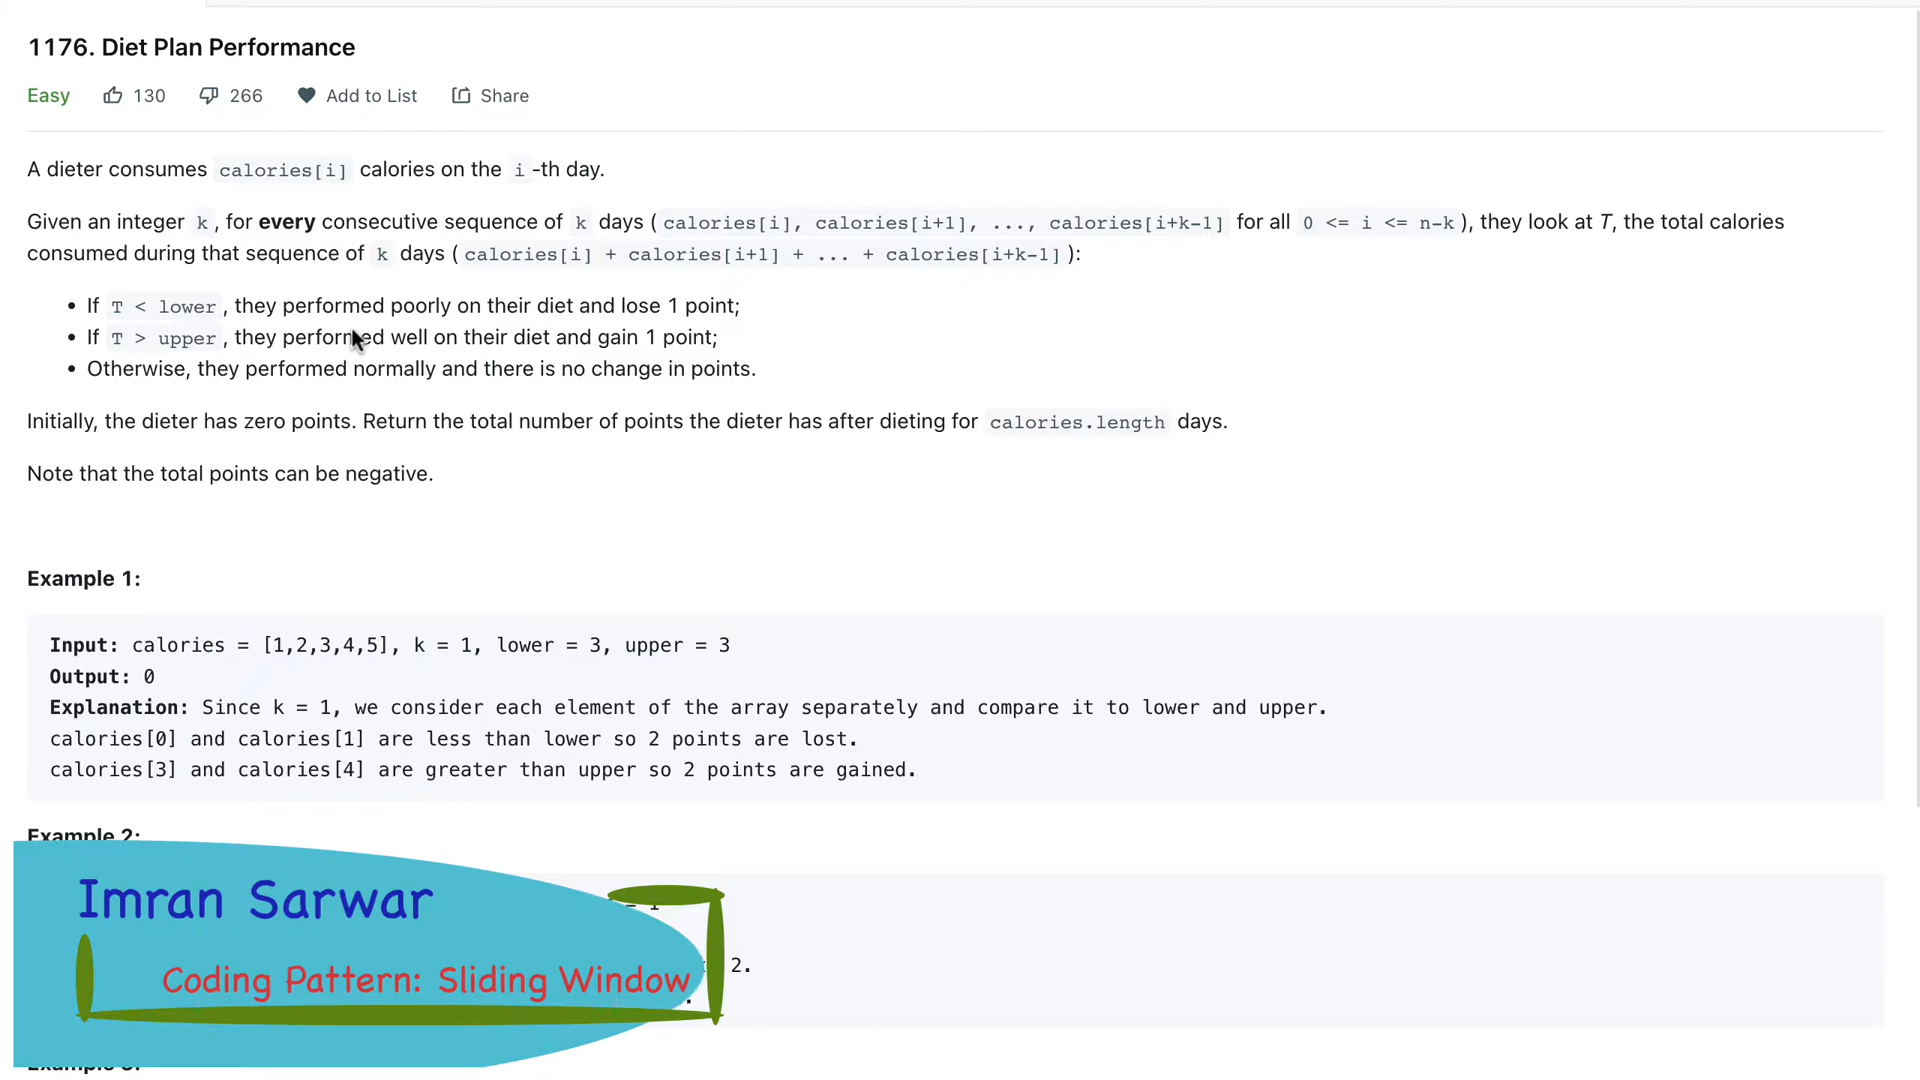 1176. Diet Plan Performance
Easy 130 266 Add to List Share
A dieter consumes calories[i] calories on the i -th day.
Given an integer k , for every consecutive sequence of k days ( calories[i], calories[i+1], ..., calories[i+k-1] for all 0 <= i <= n-k ), they look at T, the total calories
consumed during that sequence of k days ( calories[i] + calories[i+1] + ... + calories[i+k-1] ):
• If T < lower , they performed poorly on their diet and lose 1 point;
• If T > upper , they performed well on their diet and gain 1 point;
• Otherwise, they performed normally and there is no change in points.
Initially, the dieter has zero points. Return the total number of points the dieter has after dieting for calories.length days.
Note that the total points can be negative.
Example 1:
Input: calories = [1,2,3,4,5], k = 1, lower = 3, upper = 3
Output: 0
Explanation: Since k = 1, we consider each element of the array separately and compare it to lower and upper.
calories[0] and calories[1] are less than lower so 2 points are lost.
calories[3] and calories[4] are greater than upper so 2 points are gained.
Example 2:
Imran Sarwar
2.
Coding Pattern: Sliding Window